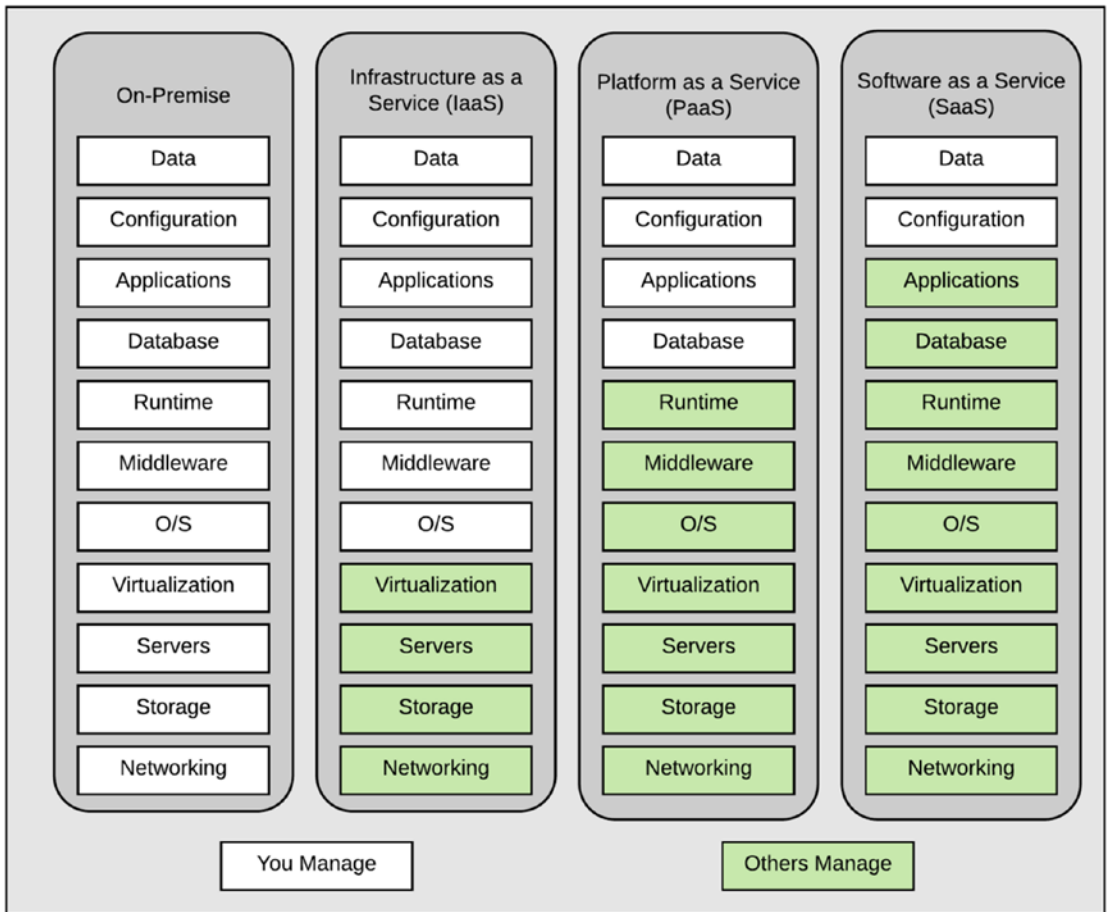 On-Premise
Data
Configuration
Applications
Database
Runtime
Middleware
O/S
Virtualization
Servers
Storage
Networking
Infrastructure as a
Service (IaaS)
Data
Configuration
Applications
Database
Runtime
Middleware
O/S
Virtualization
Servers
Storage
Networking
Platform as a Service
(PaaS)
Data
Configuration
Applications
Database
Runtime
Middleware
O/S
Virtualization
Servers
Storage
Networking
Software as a Service
(SaaS)
Data
Configuration
Applications
Database
Runtime
Middleware
O/S
Virtualization
Servers
Storage
Networking
You Manage
Others Manage